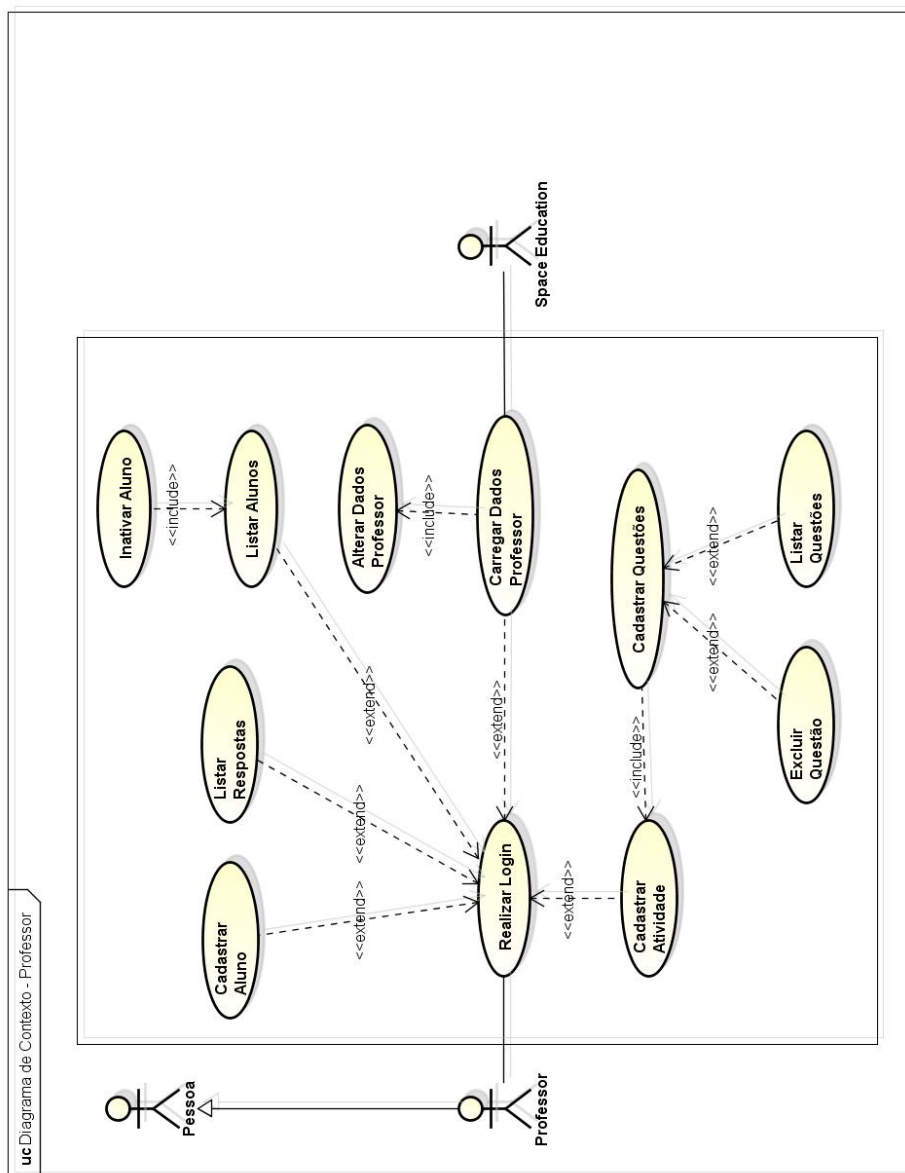 uc Diagrama de Contexto - Professor
Pessoa
Professor
Cadastrar
Aluno
Listar
Respostas
Inativar Aluno
<<include>>
Listar Alunos
<<extend>>
<<extend>>
<<extend>>
Alterar Dados
Professor
<<include>>
Realizar Login
<<extend>>
Carregar Dados
Professor
Space Education
<<extend>>
Cadastrar
Atividade
<<include>>
Cadastrar Questões
<<extend>>
<<extend>>
Excluir
Questão
Listar
Questões